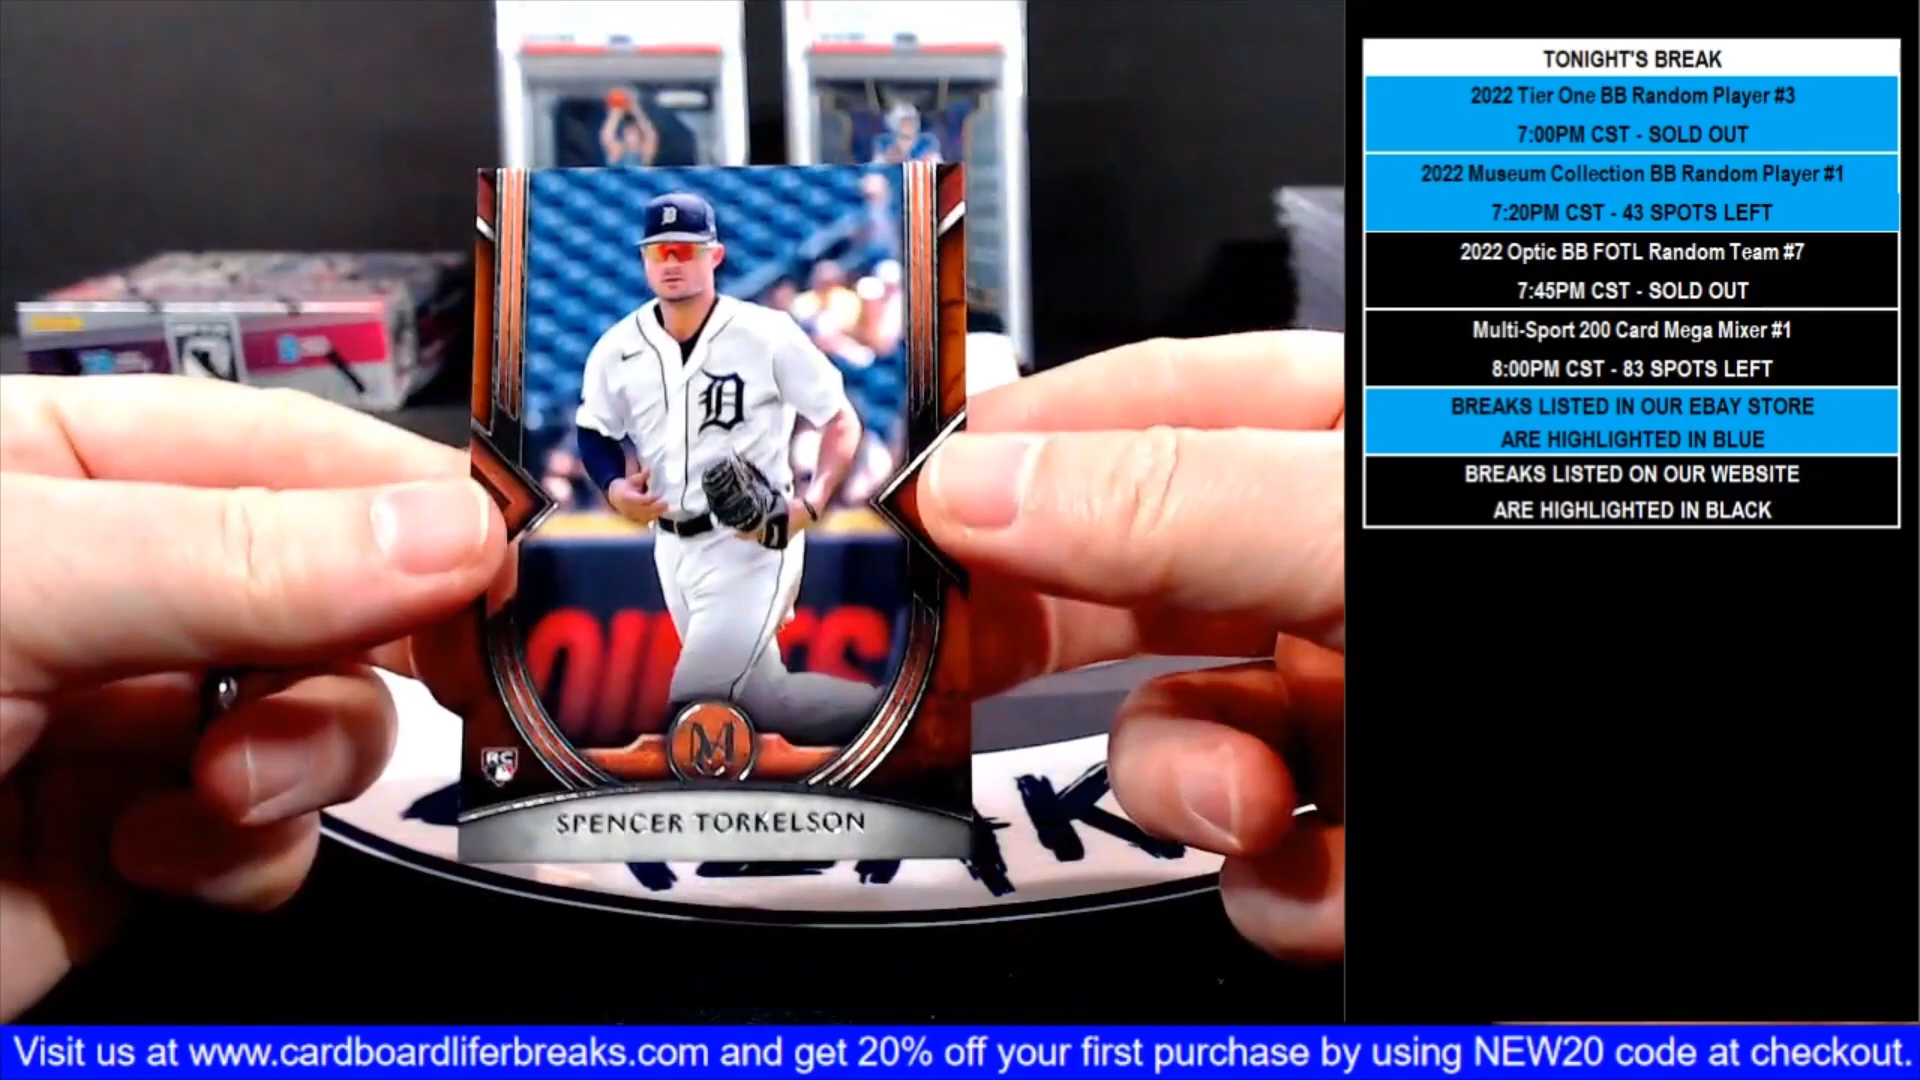 TONIGHT'S BREAK
2022 Tier One BB Random Player #3
7:00PM CST - SOLD OUT
2022 Museum Collection BB Random Player #1
7:20PM CST - 43 SPOTS LEFT
2022 Optic BB FOTL Random Team #7
7:45PM CST - SOLD OUT
Multi-Sport 200 Card Mega Mixer #1
8:00PM CST - 83 SPOTS LEFT
BREAKS LISTED IN OUR EBAY STORE
ARE HIGHLIGHTED IN BLUE
BREAKS LISTED ON OUR WEBSITE
ARE HIGHLIGHTED IN BLACK
D
D
M
RC
SPENCER TORKELSON
Visit us at www.cardboardliferbreaks.com and get 20% off your first purchase by using NEW20 code at checkout.